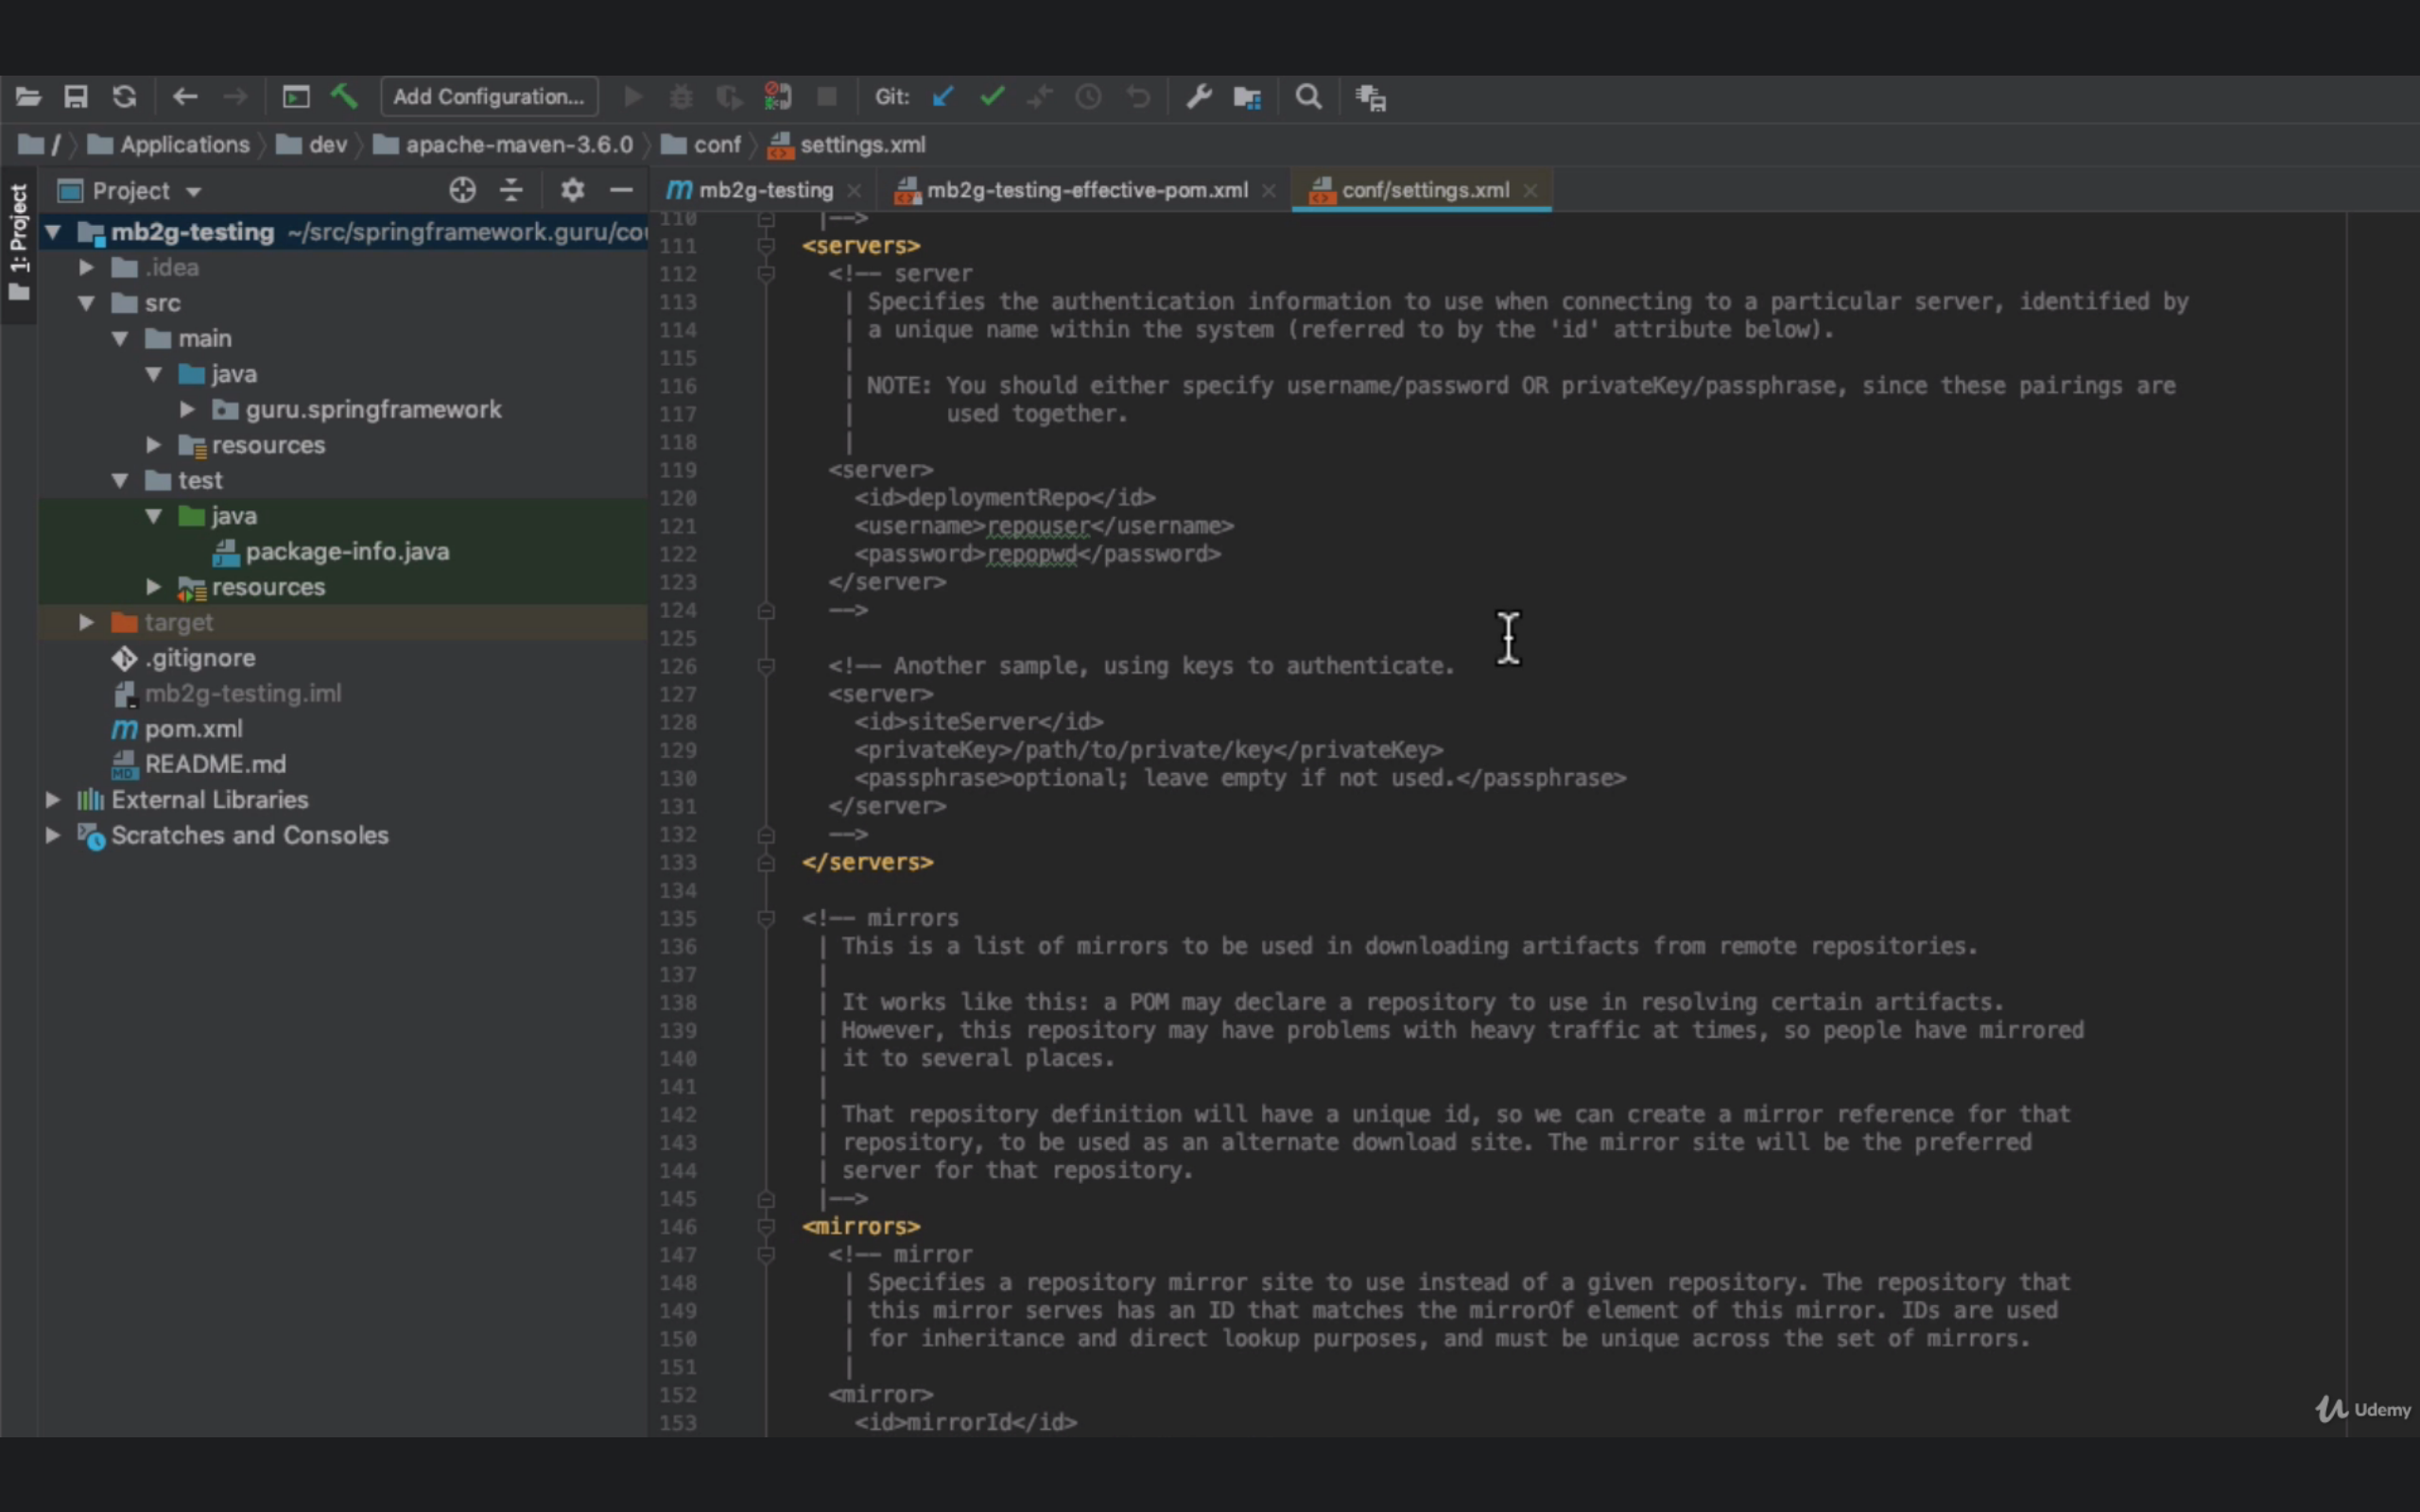 Add Configuration...
Git:
/ Applications dev apache-maven-3.6.0 conf settings.xml
1: Project
Project
mb2g-testing mb2g-testing-effective-pom.xml conf/settings.xml
mb2g-testing ~/src/springframework.guru/cou
.idea
src
main
java
guru.springframework
resources
test
java
package-info.java
resources
target
.gitignore
mb2g-testing.iml
pom.xml
README.md
External Libraries
Scratches and Consoles
110 |-->
111 <servers>
112 <!-- server
113 | Specifies the authentication information to use when connecting to a particular server, identified by
114 | a unique name within the system (referred to by the 'id' attribute below).
115 |
116 | NOTE: You should either specify username/password OR privateKey/passphrase, since these pairings are
117 | used together.
118 |
119 <server>
120 <id>deploymentRepo</id>
121 <username>repouser</username>
122 <password>repopwd</password>
123 </server>
124 -->
125
126 <!-- Another sample, using keys to authenticate.
127 <server>
128 <id>siteServer</id>
129 <privateKey>/path/to/private/key</privateKey>
130 <passphrase>optional; leave empty if not used.</passphrase>
131 </server>
132 -->
133 </servers>
134
135 <!-- mirrors
136 | This is a list of mirrors to be used in downloading artifacts from remote repositories.
137 |
138 | It works like this: a POM may declare a repository to use in resolving certain artifacts.
139 | However, this repository may have problems with heavy traffic at times, so people have mirrored
140 | it to several places.
141 |
142 | That repository definition will have a unique id, so we can create a mirror reference for that
143 | repository, to be used as an alternate download site. The mirror site will be the preferred
144 | server for that repository.
145 |-->
146 <mirrors>
147 <!-- mirror
148 | Specifies a repository mirror site to use instead of a given repository. The repository that
149 | this mirror serves has an ID that matches the mirrorOf element of this mirror. IDs are used
150 | for inheritance and direct lookup purposes, and must be unique across the set of mirrors.
151 |
152 <mirror>
153 <id>mirrorId</id>
Udemy